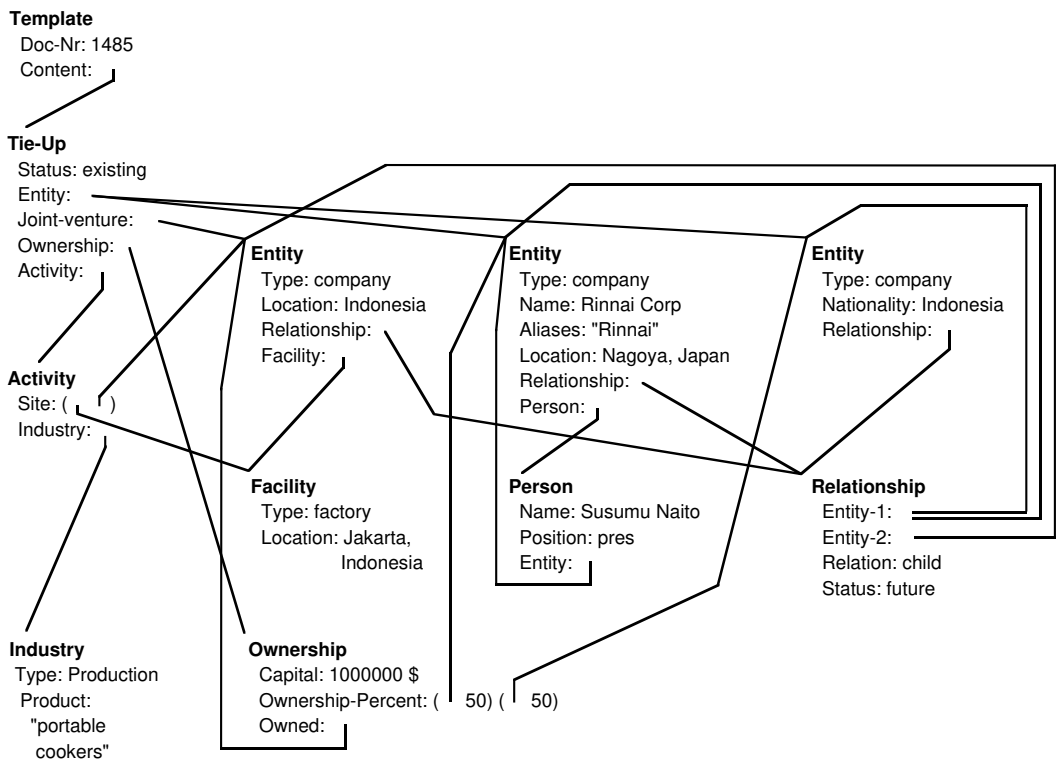 Template
Doc-Nr: 1485
Content:
Tie-Up
Status: existing
Entity:
Joint-venture:
Ownership:
Activity:
Entity
Type: company
Location: Indonesia
Relationship:
Facility:
Entity
Type: company
Name: Rinnai Corp
Aliases: "Rinnai"
Location: Nagoya, Japan
Relationship:
Person:
Entity
Type: company
Nationality: Indonesia
Relationship:
Activity
Site: ( )
Industry:
Facility
Type: factory
Location: Jakarta,
Indonesia
Person
Name: Susumu Naito
Position: pres
Entity:
Relationship
Entity-1:
Entity-2:
Relation: child
Status: future
Industry
Type: Production
Product:
"portable
cookers"
Ownership
Capital: 1000000 $
Ownership-Percent: ( 50) ( 50)
Owned: